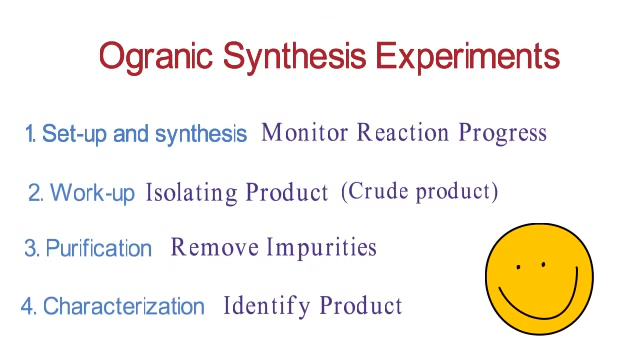 Ogranic Synthesis Experiments
1. Set-up and synthesis Monitor Reaction Progress
2. Work-up Isolating Product (Crude product)
3. Purification Remove Impurities
4. Characterization Identify Product